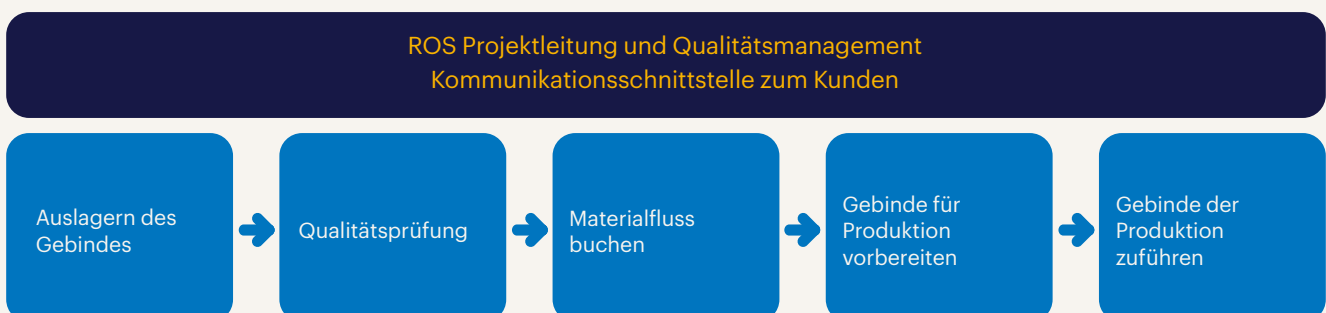 ROS Projektleitung und Qualitätsmanagement
Kommunikationsschnittstelle zum Kunden
Auslagern des
Gebindes
Qualitätsprüfung
Materialfluss
buchen
Gebinde für
Produktion
vorbereiten
Gebinde der
Produktion
zuführen